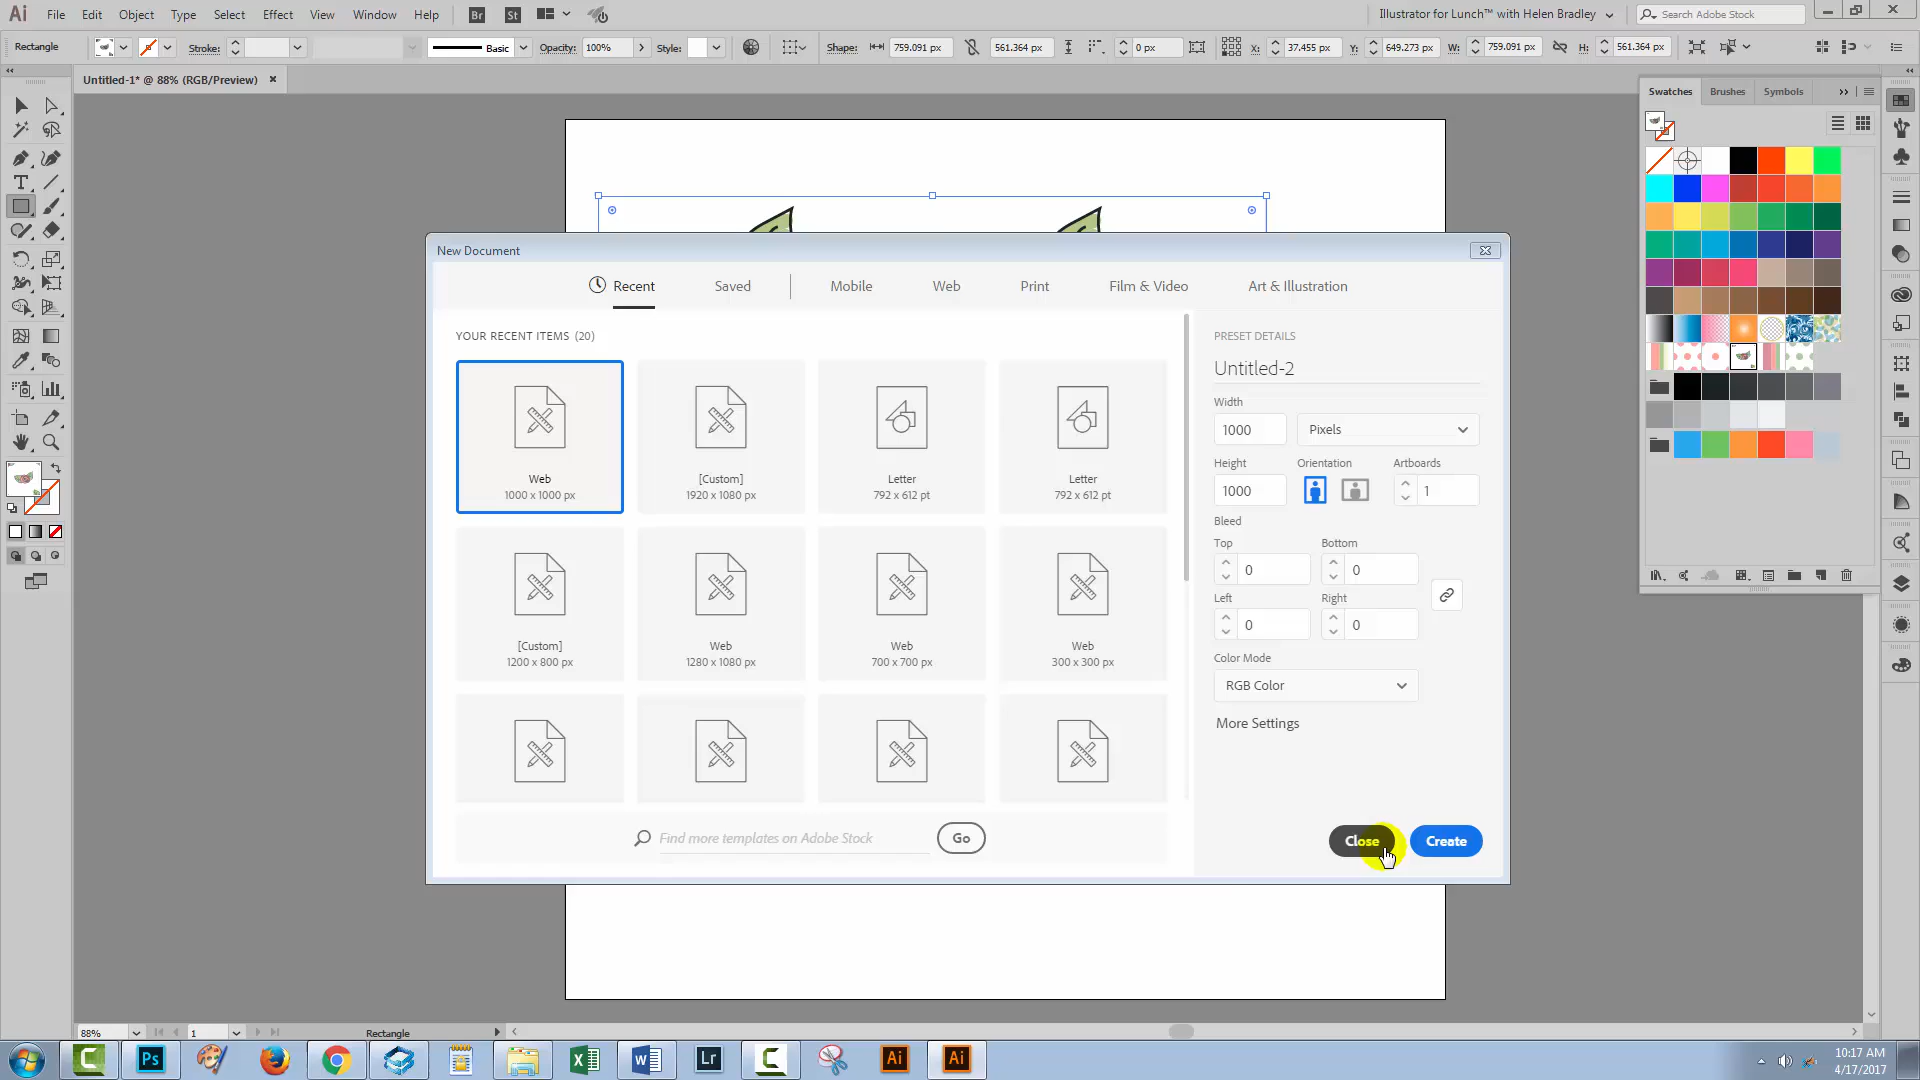 Ai File Edit Object Type Select Effect View Window Help Br St Illustrator for Lunch™ with Helen Bradley Search Adobe Stock
Rectangle Stroke: Basic Opacity: 100% Style: Shape: 759.091 px 561.364 px 0 px X: 37.455 px Y: 649.273 px W: 759.091 px H: 561.364 px
Untitled-1* @ 88% (RGB/Preview)
Swatches Brushes Symbols
New Document
Recent Saved Mobile Web Print Film & Video Art & Illustration
YOUR RECENT ITEMS (20)
Web
1000 x 1000 px
[Custom]
1920 x 1080 px
Letter
792 x 612 pt
Letter
792 x 612 pt
[Custom]
1200 x 800 px
Web
1280 x 1080 px
Web
700 x 700 px
Web
300 x 300 px
Find more templates on Adobe Stock Go
PRESET DETAILS
Untitled-2
Width
1000 Pixels
Height Orientation Artboards
1000 1
Bleed
Top Bottom
0 0
Left Right
0 0
Color Mode
RGB Color
More Settings
Close Create
88% 1 Rectangle
Ps Lr Ai Ai
10:17 AM
4/17/2017